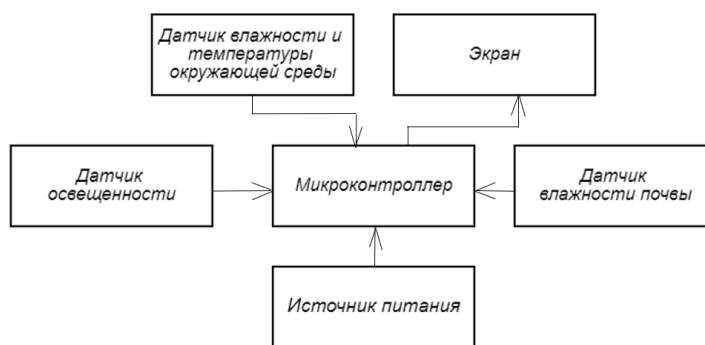 Датчик влажности и
температуры
окружающей среды
Экран
Датчик
освещенности
Микроконтроллер
Датчик
влажности почвы
Источник питания